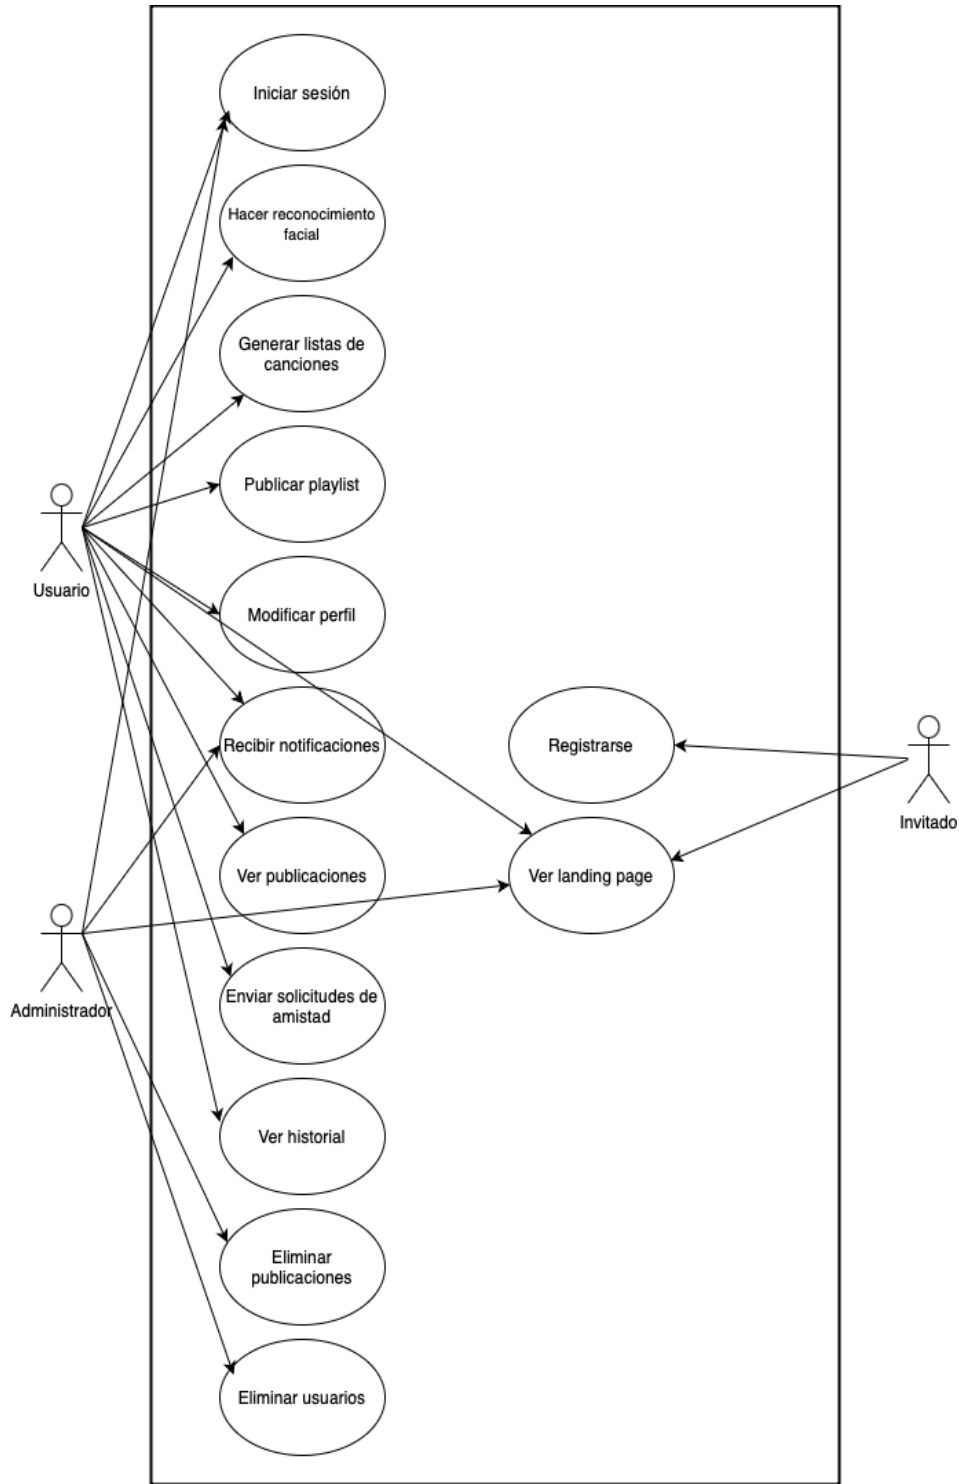 Iniciar sesión
Hacer reconocimiento
facial
Generar listas de
canciones
Publicar playlist
Usuario
Modificar perfil
Recibir notificaciones
Registrarse
Invitado
Ver publicaciones
Ver landing page
Enviar solicitudes de
amistad
Administrador
Ver historial
Eliminar
publicaciones
Eliminar usuarios